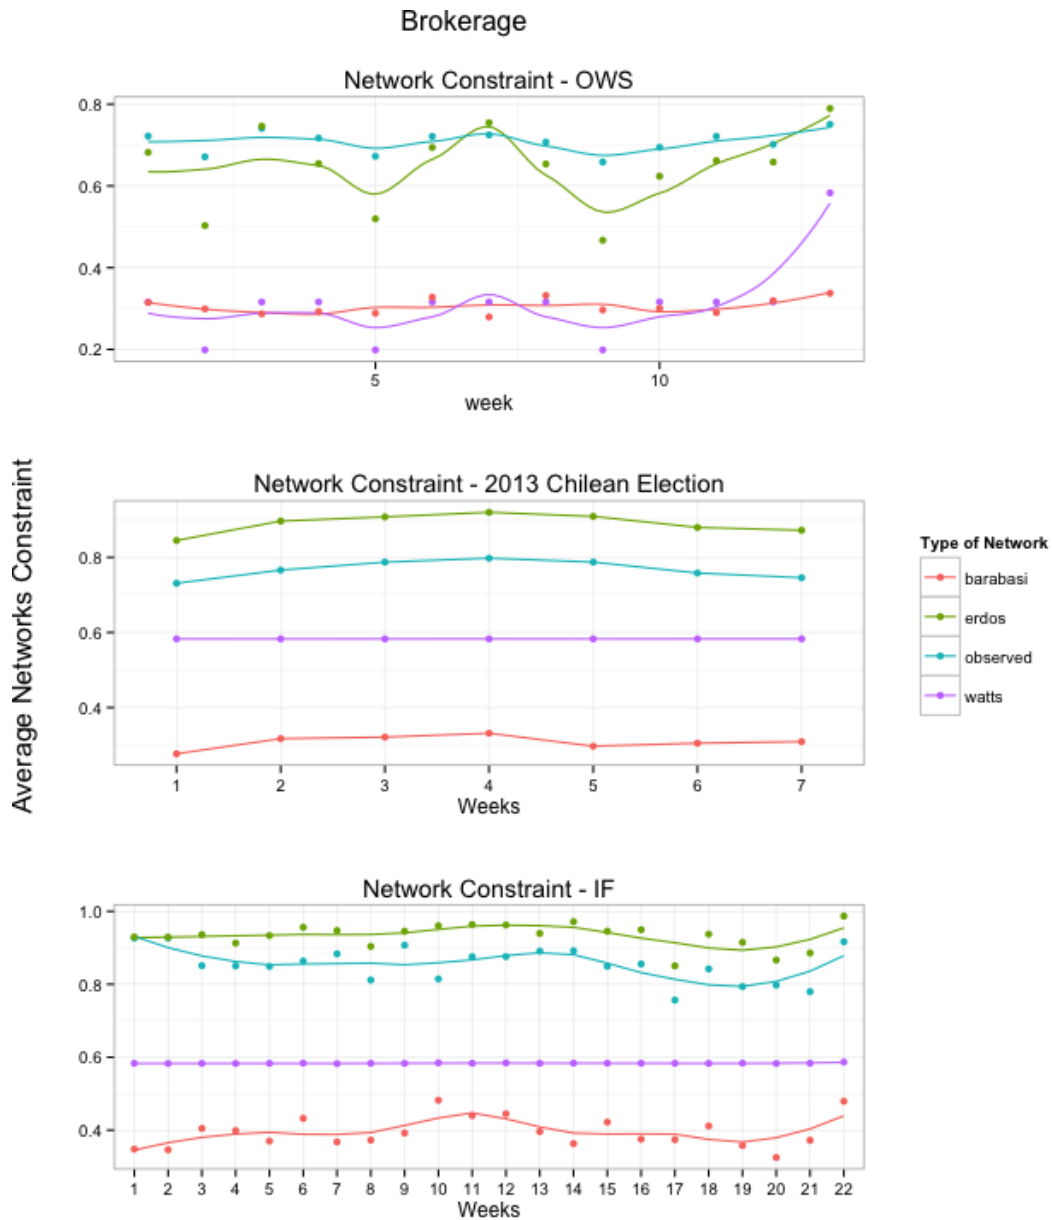 Brokerage
Network Constraint - OWS
0.8
0.6
0.4
0.2
5 10
week
Average Networks Constraint
Network Constraint - 2013 Chilean Election
0.8
0.6
0.4
1 2 3 4 5 6 7
Weeks
Type of Network
barabasi
erdos
observed
watts
Network Constraint - IF
1.0
0.8
0.6
0.4
1 2 3 4 5 6 7 8 9 10 11 12 13 14 15 16 17 18 19 20 21 22
Weeks